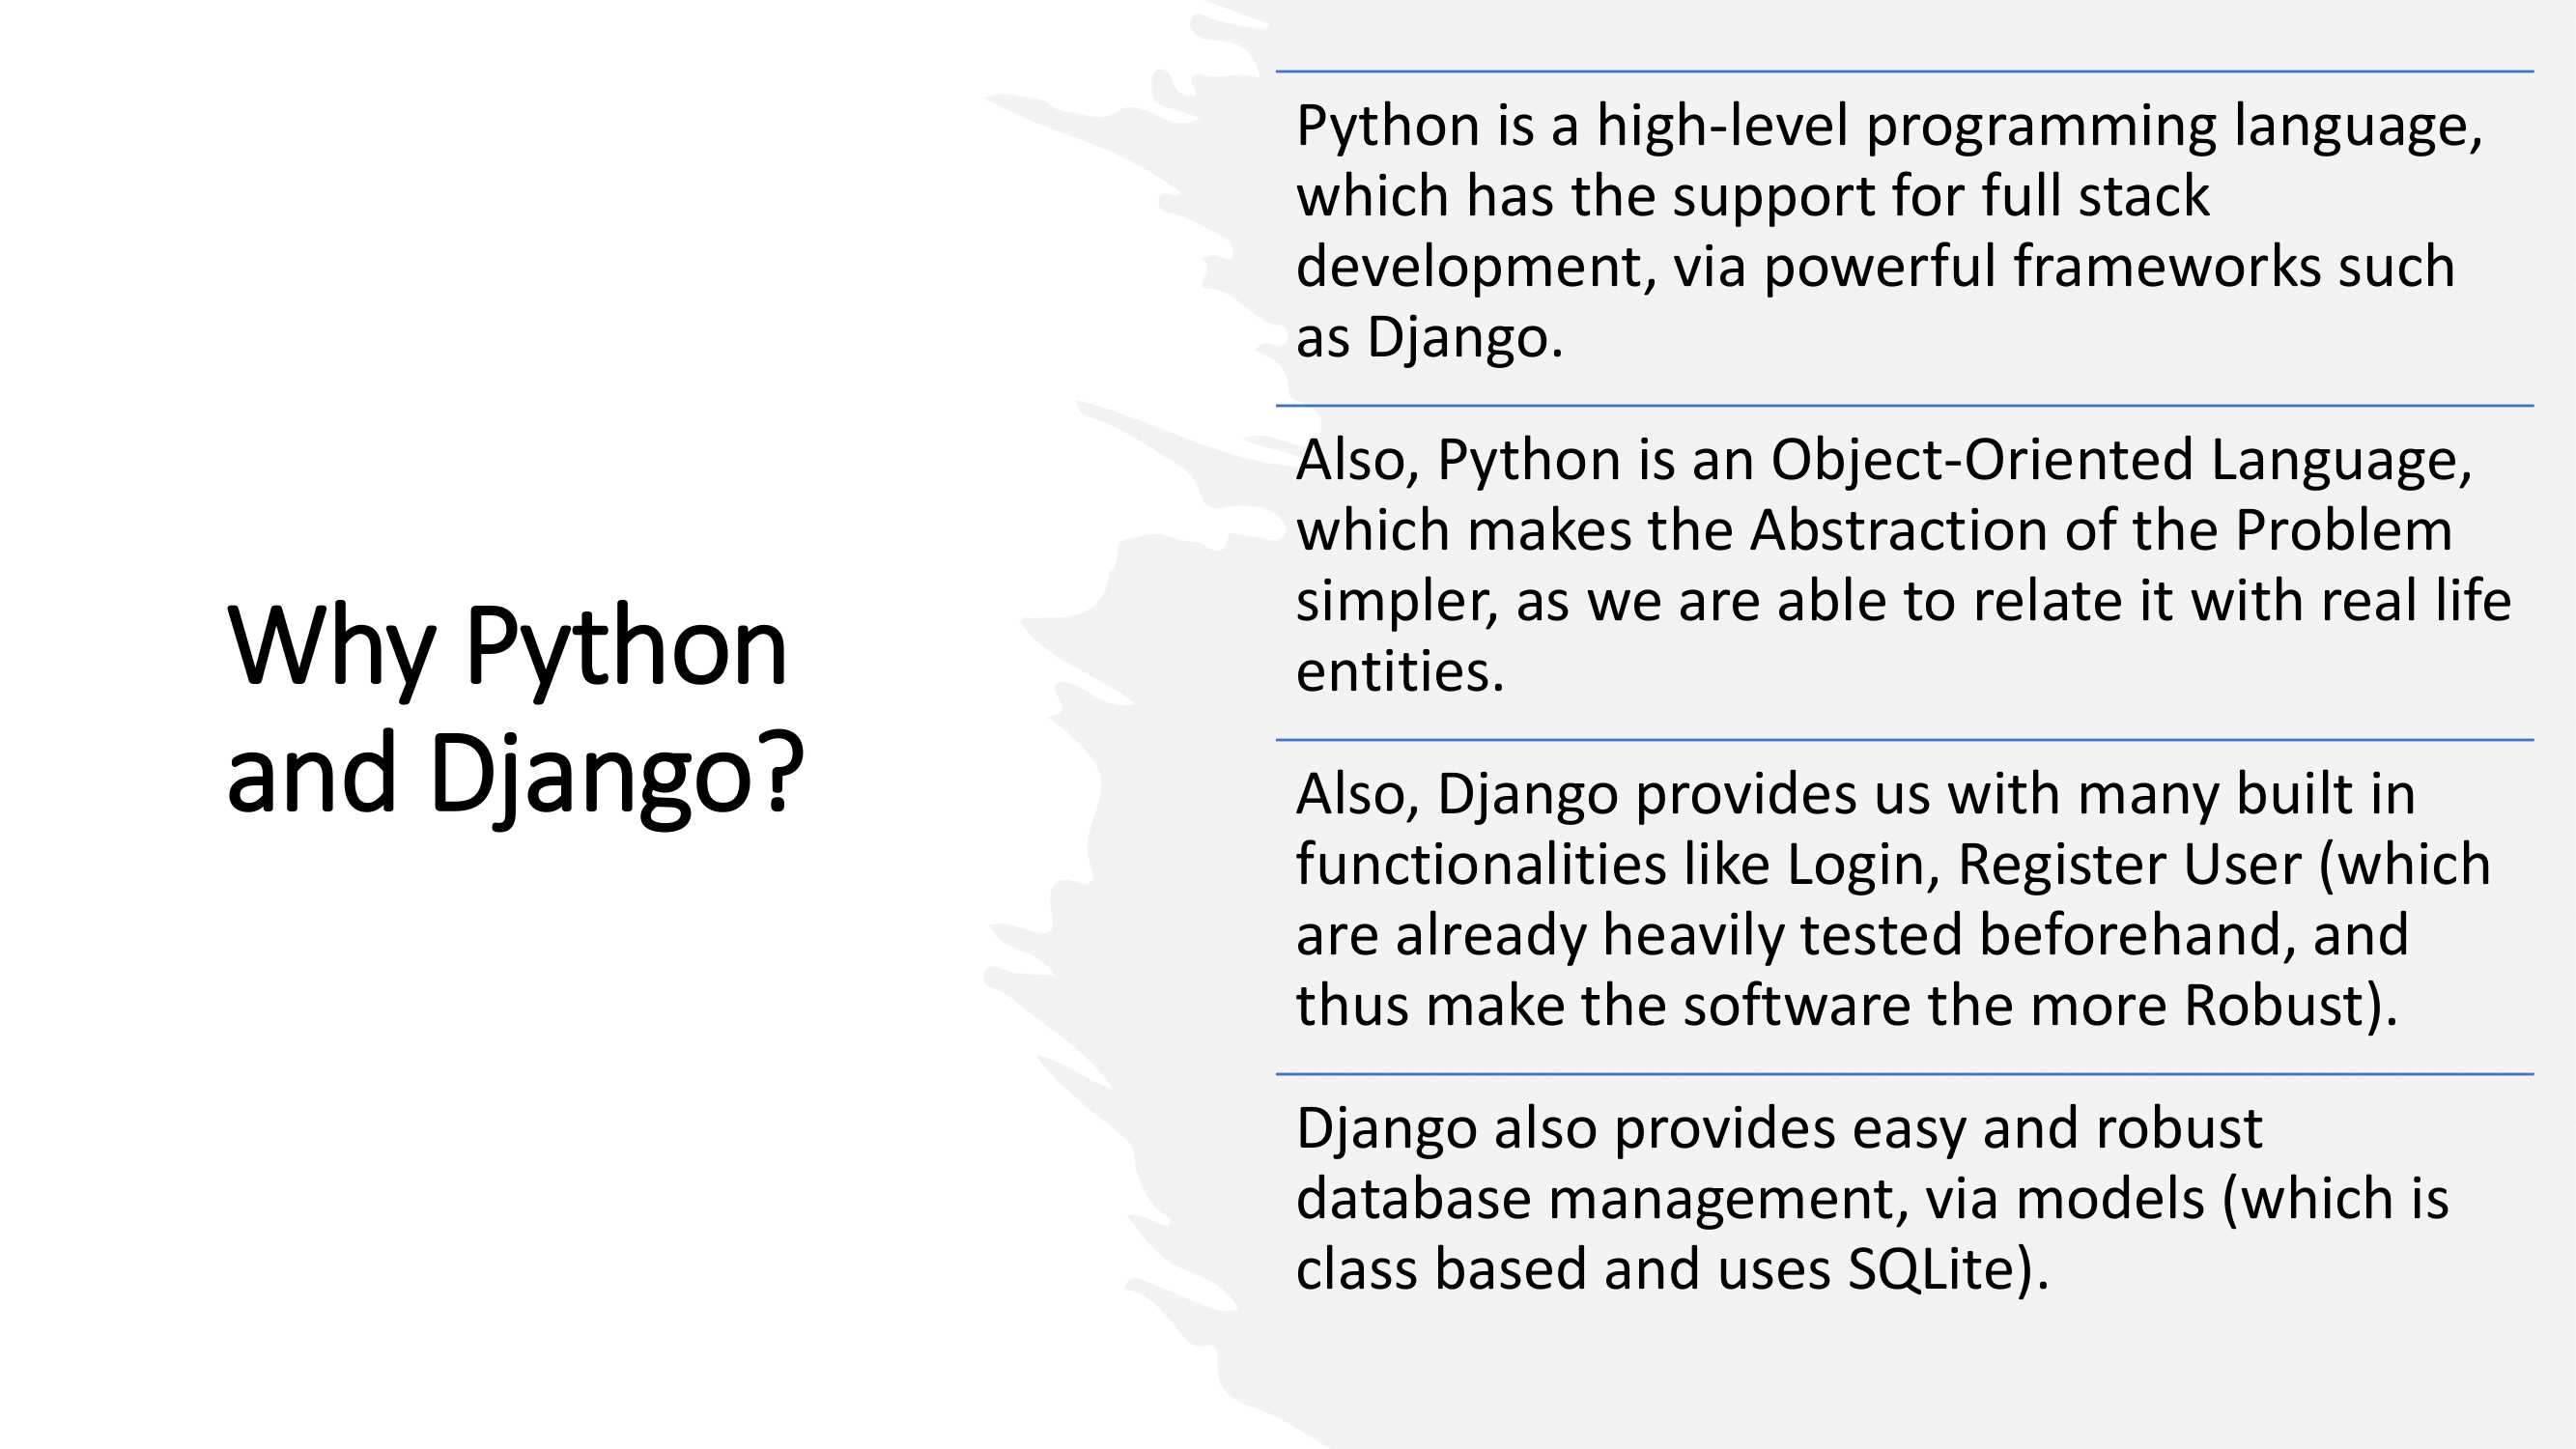 Why Python
and Django?
Python is a high-level programming language,
which has the support for full stack
development, via powerful frameworks such
as Django.
Also, Python is an Object-Oriented Language,
which makes the Abstraction of the Problem
simpler, as we are able to relate it with real life
entities.
Also, Django provides us with many built in
functionalities like Login, Register User (which
are already heavily tested beforehand, and
thus make the software the more Robust).
Django also provides easy and robust
database management, via models (which is
class based and uses SQLite).